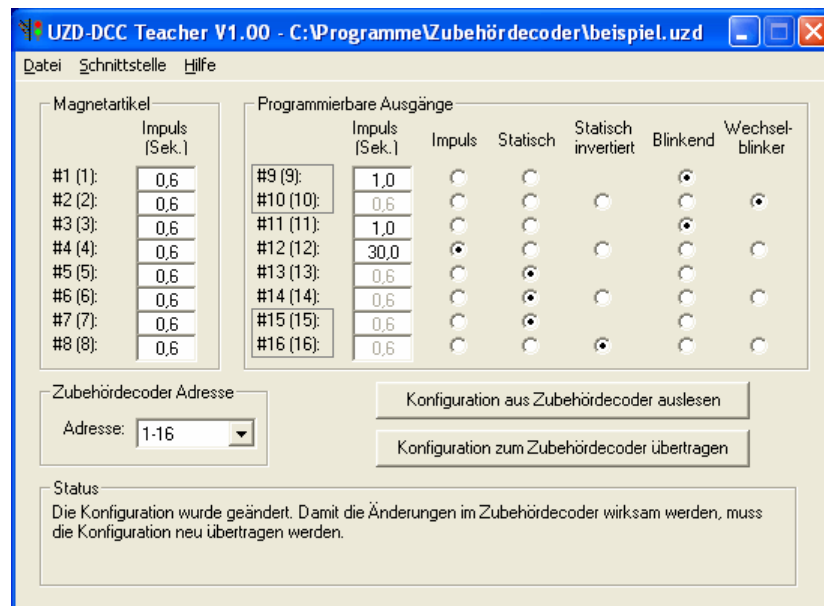 UZD-DCC Teacher V1.00 - C:\Programme\Zubehördecoder\beispiel.uzd
Datei Schnittstelle Hilfe
Magnetartikel
Impuls
(Sek.)
#1 (1): 0,6
#2 (2): 0,6
#3 (3): 0,6
#4 (4): 0,6
#5 (5): 0,6
#6 (6): 0,6
#7 (7): 0,6
#8 (8): 0,6
Programmierbare Ausgänge
Impuls
(Sek.)
Impuls
Statisch
Statisch
invertiert
Blinkend
Wechsel-
blinker
#9 (9): 1,0
#10 (10): 0,6
#11 (11): 1,0
#12 (12): 30,0
#13 (13): 0,6
#14 (14): 0,6
#15 (15): 0,6
#16 (16): 0,6
Zubehördecoder Adresse
Adresse: 1-16
Konfiguration aus Zubehördecoder auslesen
Konfiguration zum Zubehördecoder übertragen
Status
Die Konfiguration wurde geändert. Damit die Änderungen im Zubehördecoder wirksam werden, muss
die Konfiguration neu übertragen werden.